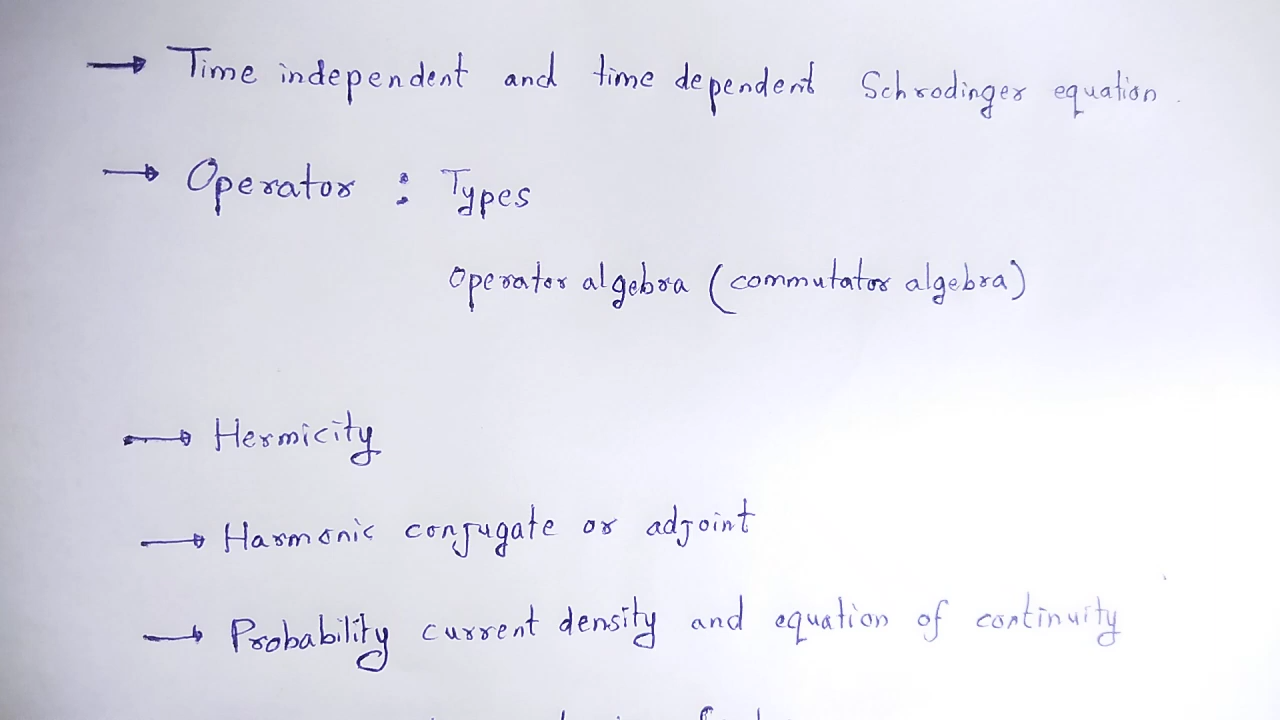 → Time independent and time dependent Schrodinger equation.
→ Operator : Types
Operator algebra (commutator algebra)
→ Hermicity
→ Harmonic conjugate or adjoint
→ Probability current density and equation of continuity